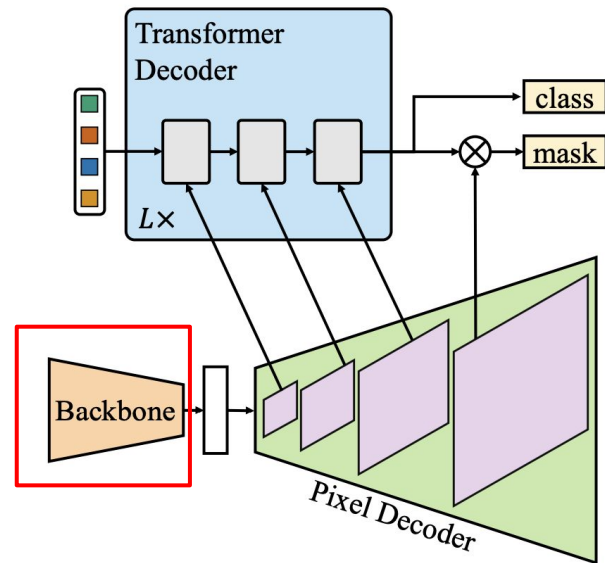 Transformer
Decoder
class
mask
L×
Backbone
Pixel Decoder